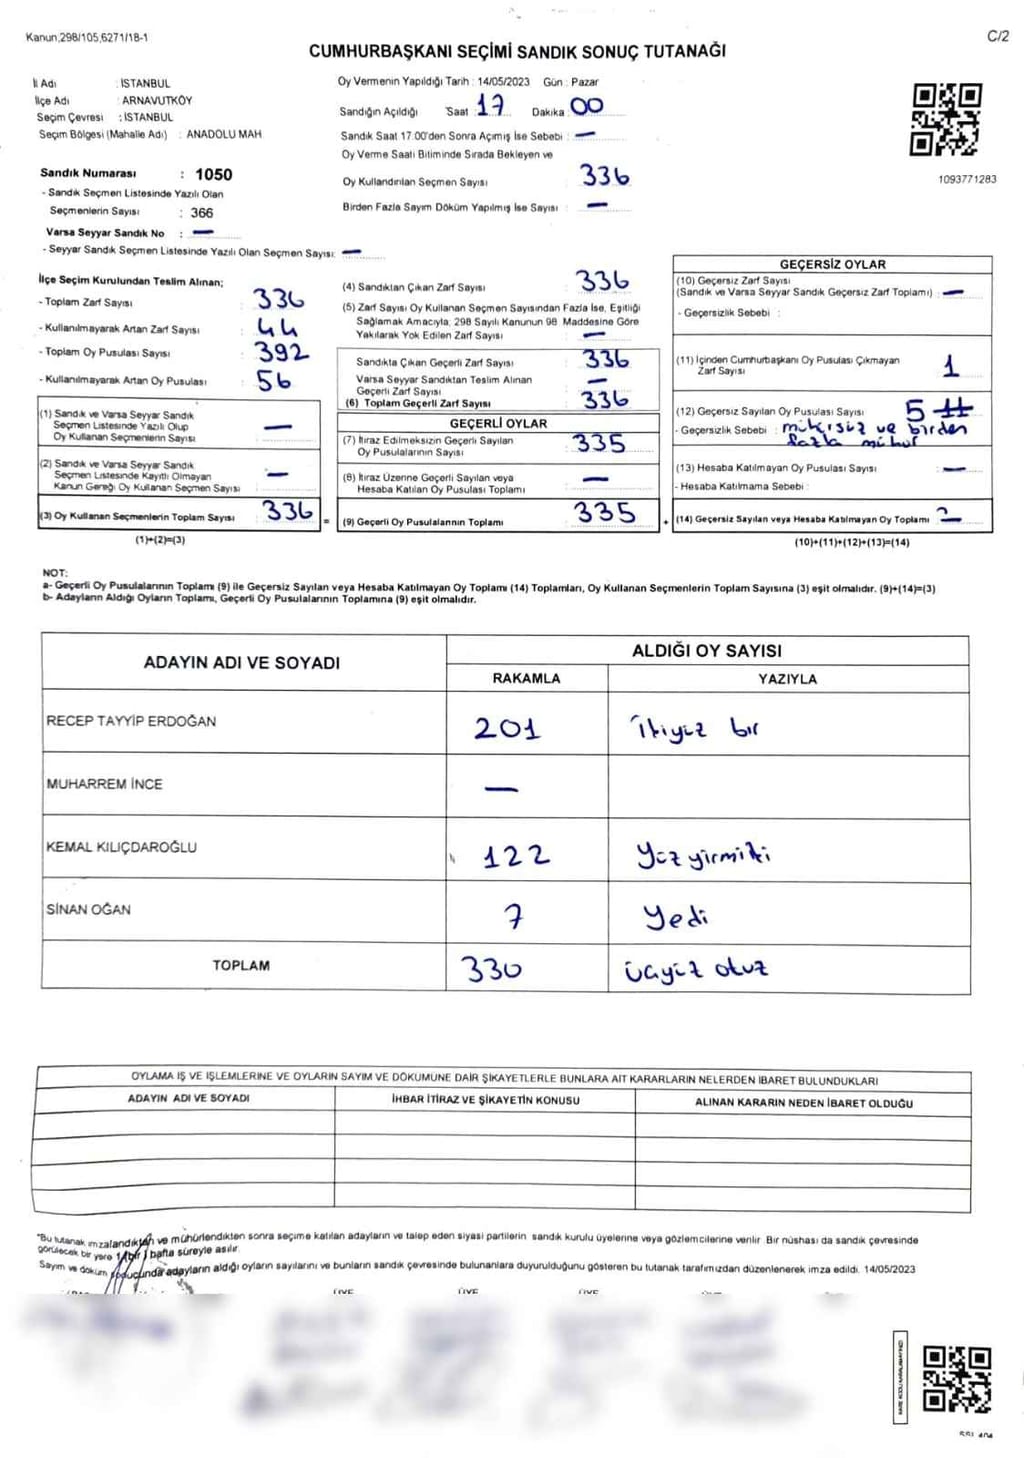 Kanun,298/105,6271/18-1
C/2
CUMHURBAŞKANI SEÇİMİ SANDIK SONUÇ TUTANAĞI
İl Adı : İSTANBUL
İlçe Adı : ARNAVUTKÖY
Seçim Çevresi : İSTANBUL
Seçim Bölgesi (Mahalle Adı) : ANADOLU MAH
Sandık Numarası : 1050
- Sandık Seçmen Listesinde Yazılı Olan
Seçmenlerin Sayısı : 366
Varsa Seyyar Sandık No : —
- Seyyar Sandık Seçmen Listesinde Yazılı Olan Seçmen Sayısı: —
Oy Vermenin Yapıldığı Tarih : 14/05/2023 Gün : Pazar
Sandığın Açıldığı Saat 17 Dakika : 00
Sandık Saat 17.00'den Sonra Açımış İse Sebebi : —
Oy Verme Saati Bitiminde Sırada Bekleyen ve
Oy Kullandırılan Seçmen Sayısı 336
Birden Fazla Sayım Döküm Yapılmış İse Sayısı : —
1093771283
İlçe Seçim Kurulundan Teslim Alınan;
- Toplam Zarf Sayısı : 336
- Kullanılmayarak Artan Zarf Sayısı : 44
- Toplam Oy Pusulası Sayısı : 392
- Kullanılmayarak Artan Oy Pusulası : 56
(1) Sandık ve Varsa Seyyar Sandık
Seçmen Listesinde Yazılı Olup
Oy Kullanan Seçmenlerin Sayısı : —
(2) Sandık ve Varsa Seyyar Sandık
Seçmen Listesinde Kayıtlı Olmayan
Kanun Gereği Oy Kullanan Seçmen Sayısı : —
(3) Oy Kullanan Seçmenlerin Toplam Sayısı : 336 =
(1)+(2)=(3)
(4) Sandıktan Çıkan Zarf Sayısı : 336
(5) Zarf Sayısı Oy Kullanan Seçmen Sayısından Fazla İse, Eşitliği
Sağlamak Amacıyla, 298 Sayılı Kanunun 98 Maddesine Göre
Yakılarak Yok Edilen Zarf Sayısı : —
Sandıkta Çıkan Geçerli Zarf Sayısı : 336
Varsa Seyyar Sandıktan Teslim Alınan
Geçerli Zarf Sayısı : —
(6) Toplam Geçerli Zarf Sayısı : 336
GEÇERLİ OYLAR
(7) İtiraz Edilmeksizin Geçerli Sayılan
Oy Pusulalarının Sayısı : 335
(8) İtiraz Üzerine Geçerli Sayılan veya
Hesaba Katılan Oy Pusulası Toplamı : —
(9) Geçerli Oy Pusulalarının Toplamı : 335 +
GEÇERSİZ OYLAR
(10) Geçersiz Zarf Sayısı
(Sandık ve Varsa Seyyar Sandık Geçersiz Zarf Toplamı) : —
- Geçersizlik Sebebi :
(11) İçinden Cumhurbaşkanı Oy Pusulası Çıkmayan
Zarf Sayısı : 1
(12) Geçersiz Sayılan Oy Pusulası Sayısı : 5
- Geçersizlik Sebebi : mühürsüz ve birden
fazla mühür
(13) Hesaba Katılmayan Oy Pusulası Sayısı : —
- Hesaba Katılmama Sebebi :
(14) Geçersiz Sayılan veya Hesaba Katılmayan Oy Toplamı :
(10)+(11)+(12)+(13)=(14)
NOT:
a- Geçerli Oy Pusulalarının Toplamı (9) ile Geçersiz Sayılan veya Hesaba Katılmayan Oy Toplamı (14) Toplamları, Oy Kullanan Seçmenlerin Toplam Sayısına (3) eşit olmalıdır. (9)+(14)=(3)
b- Adayların Aldığı Oyların Toplamı, Geçerli Oy Pusulalarının Toplamına (9) eşit olmalıdır.
ADAYIN ADI VE SOYADI
ALDIĞI OY SAYISI
RAKAMLA YAZIYLA
RECEP TAYYİP ERDOĞAN 201 İkiyüz bir
MUHARREM İNCE —
KEMAL KILIÇDAROĞLU 122 Yüz yirmiki
SİNAN OĞAN 7 Yedi
TOPLAM 330 üçyüz otuz
OYLAMA İŞ VE İŞLEMLERİNE VE OYLARIN SAYIM VE DÖKÜMÜNE DAİR ŞİKAYETLERLE BUNLARA AİT KARARLARIN NELERDEN İBARET BULUNDUKLARI
ADAYIN ADI VE SOYADI İHBAR İTİRAZ VE ŞİKAYETİN KONUSU ALINAN KARARIN NEDEN İBARET OLDUĞU
"Bu tutanak imzalandıktan ve mühürlendikten sonra seçime katılan adayların ve talep eden siyasi partilerin sandık kurulu üyelerine veya gözlemcilerine verilir. Bir nüshası da sandık çevresinde
görülecek bir yere 1 (bir) hafta süreyle asılır.
Sayım ve döküm sonucunda adayların aldığı oyların sayılarını ve bunların sandık çevresinde bulunanlara duyurulduğunu gösteren bu tutanak tarafımızdan düzenlenerek imza edildi. 14/05/2023
ÜYE ÜYE ÜYE ÜYE